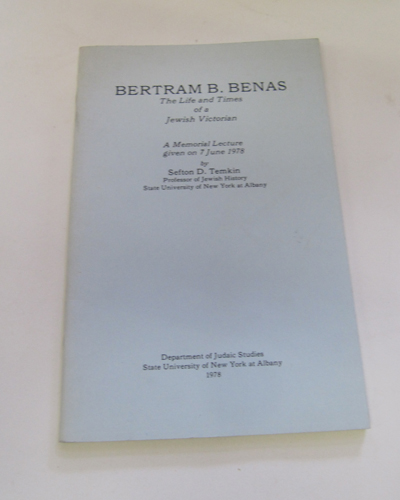 BERTRAM B. BENAS
The Life and Times
of a
Jewish Victorian
A Memorial Lecture
given on 7 June 1978
by
Sefton D. Temkin
Professor of Jewish History
State University of New York at Albany
Department of Judaic Studies
State University of New York at Albany
1978